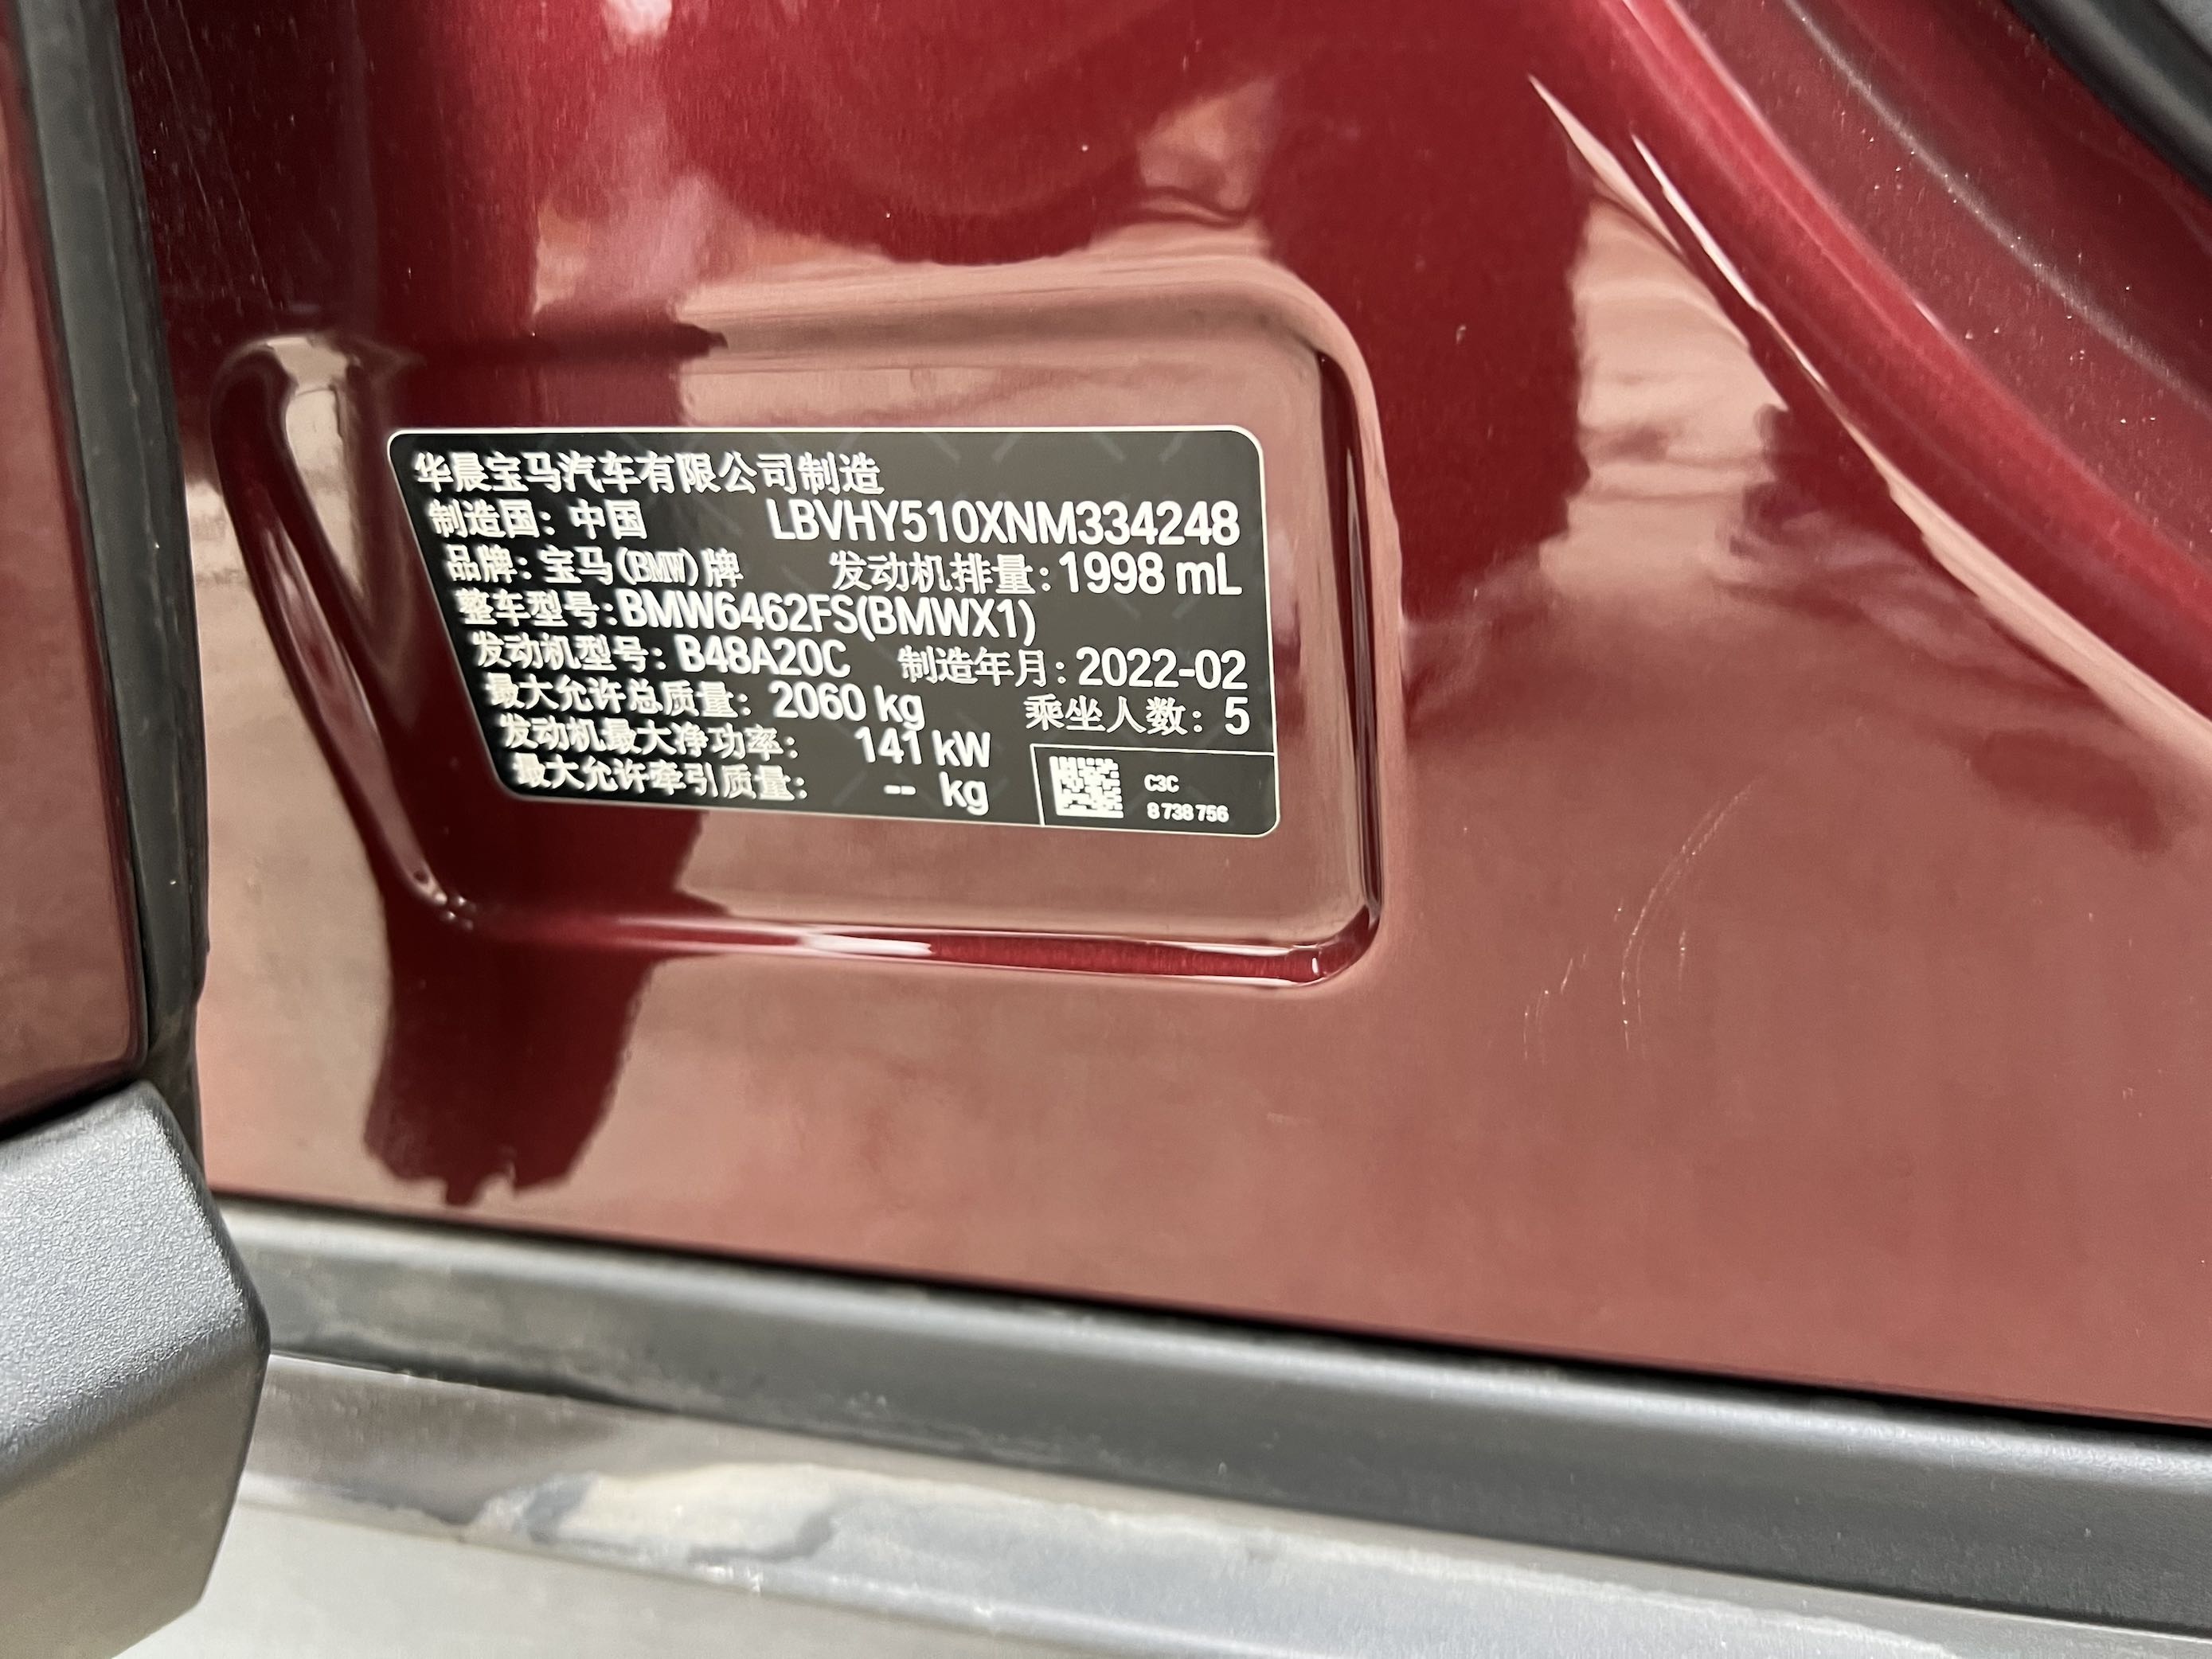 华晨宝马汽车有限公司制造
制造国：中国 LBVHY510XNM334248
品牌：宝马(BMW)牌 发动机排量：1998 mL
整车型号：BMW6462FS(BMWX1)
发动机型号：B48A20C 制造年月：2022-02
最大允许总质量：2060 kg 乘坐人数：5
发动机最大净功率：141 kW
最大允许牵引质量：-- kg
C3C
8 738 756